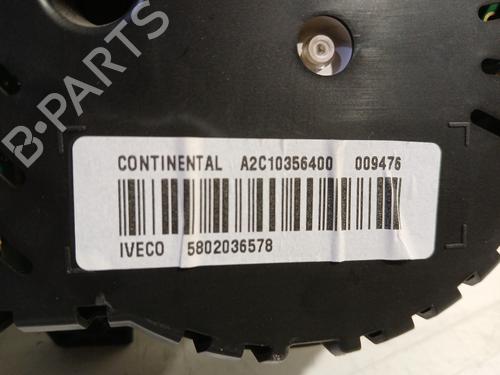 B-PARTS
CONTINENTAL A2C10356400 009476
IVECO 5802036578